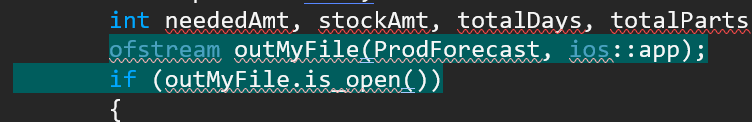 int neededAmt, stockAmt, totalDays, totalParts
ofstream outMyFile(ProdForecast, ios::app);
if (outMyFile.is_open())
{